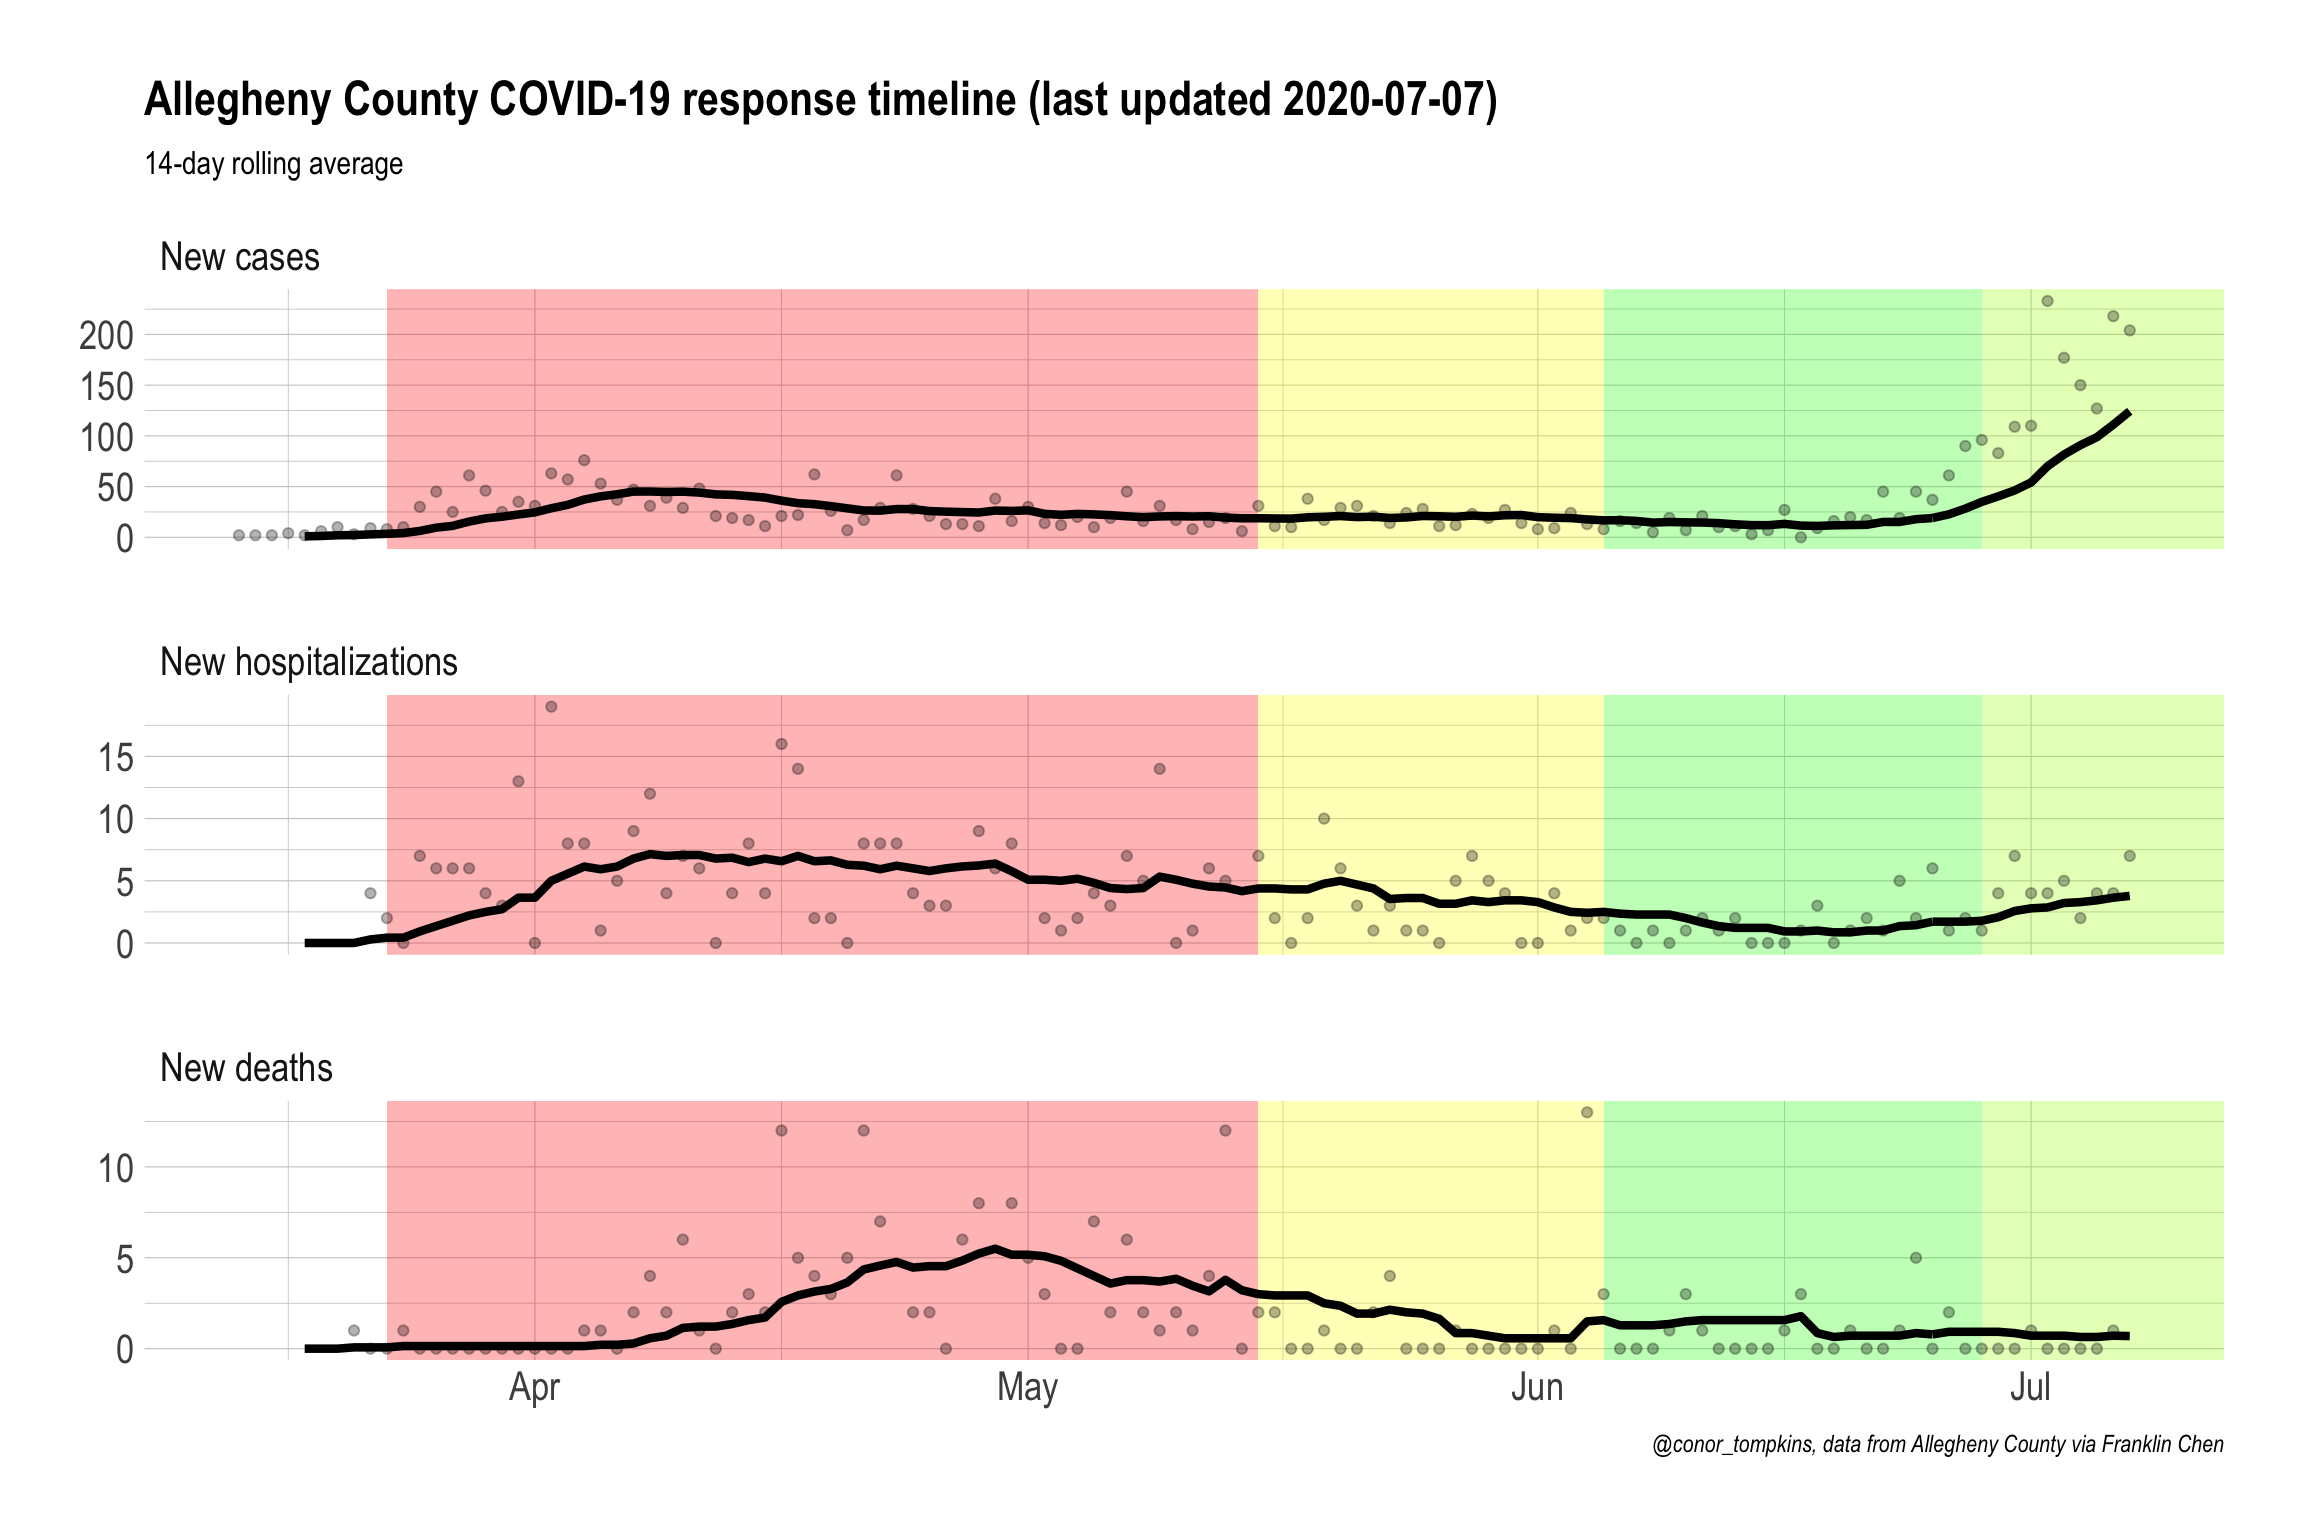 Allegheny County COVID-19 response timeline (last updated 2020-07-07)
14-day rolling average
New cases
200
150
100
50
0
New hospitalizations
15
10
5
0
New deaths
10
5
0
Apr May Jun Jul
@conor_tompkins, data from Allegheny County via Franklin Chen